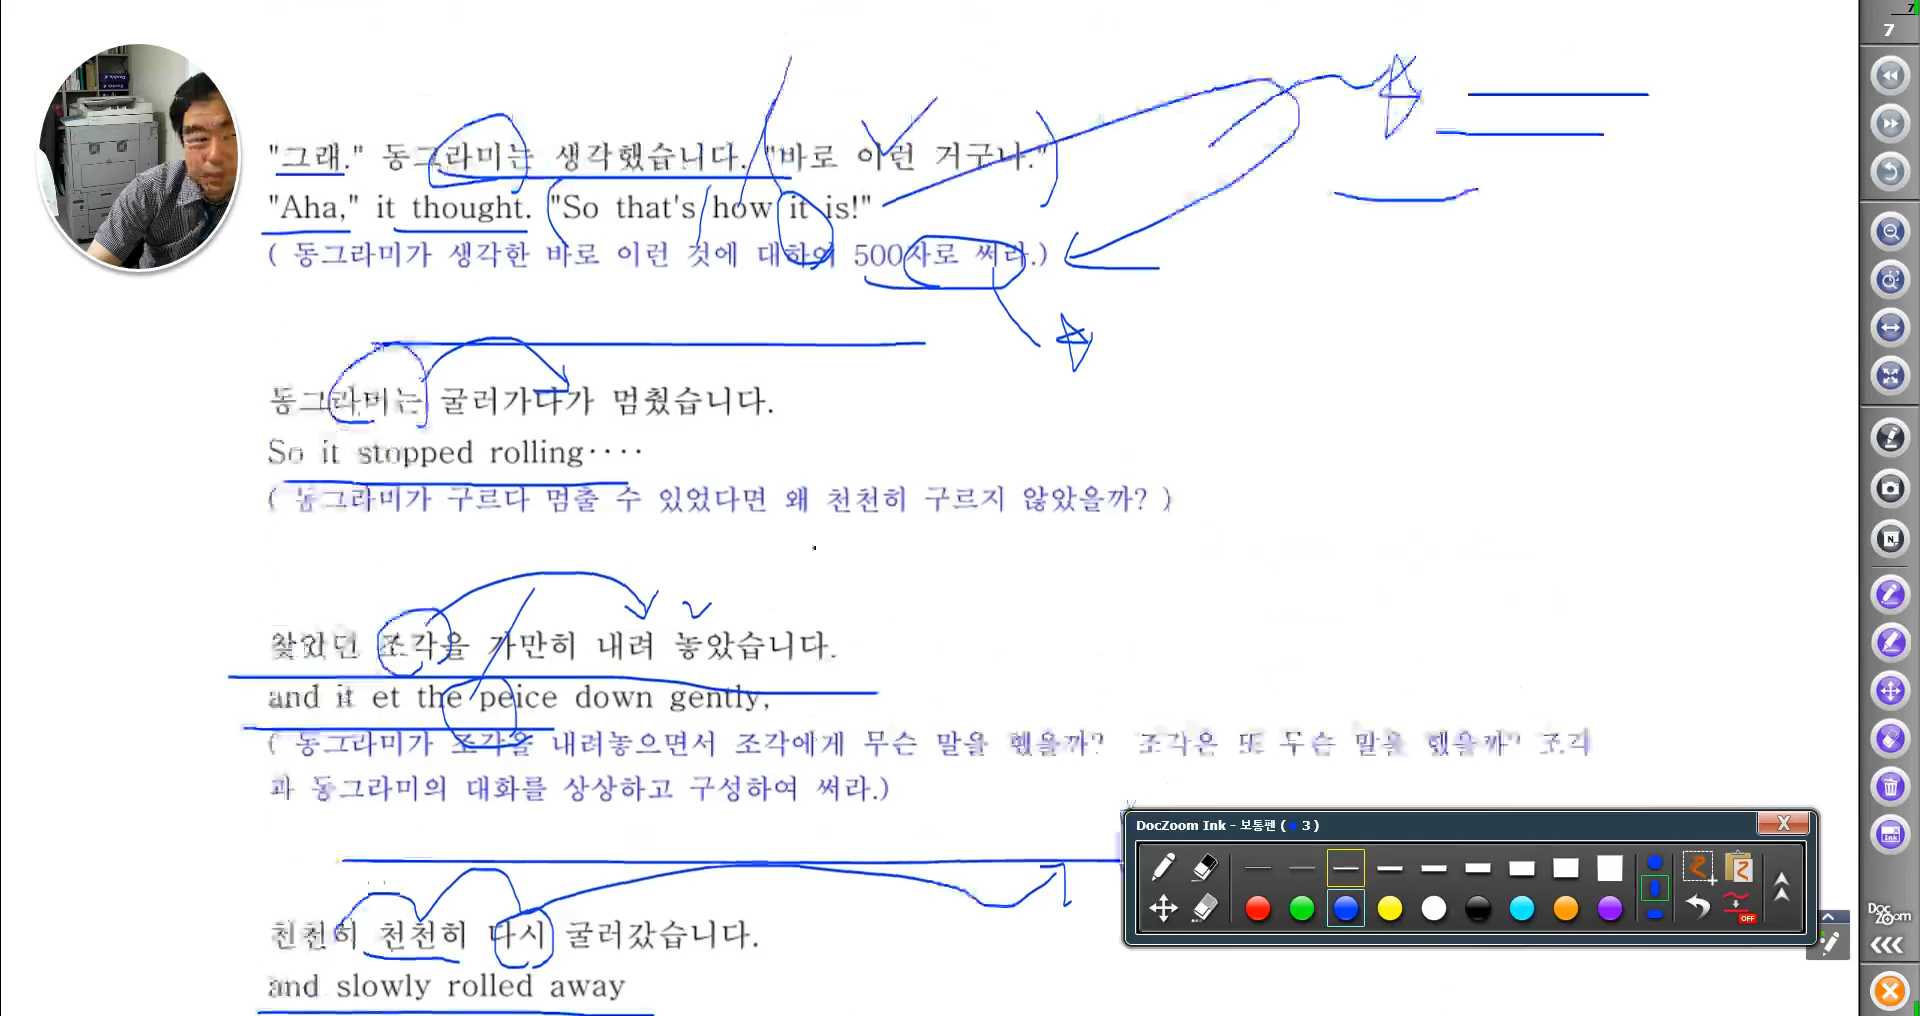 7
7
"그래." 동그라미는 생각했습니다. "바로 이런 거구나."
"Aha," it thought. "So that's how it is!"
( 동그라미가 생각한 바로 이런 것에 대하여 500자로 써라.)
동그라미는 굴러가다가 멈췄습니다.
So it stopped rolling····
( 동그라미가 구르다 멈출 수 있었다면 왜 천천히 구르지 않았을까? )
찾았던 조각을 가만히 내려 놓았습니다.
and it et the peice down gently,
( 동그라미가 조각을 내려놓으면서 조각에게 무슨 말을 했을까? 조각은 또 무슨 말을 했을까? 조각
과 동그라미의 대화를 상상하고 구성하여 써라.)
DocZoom Ink - 보통펜 ( 3 )
천천히 천천히 다시 굴러갔습니다.
and slowly rolled away
OFF
Doc
Zoom